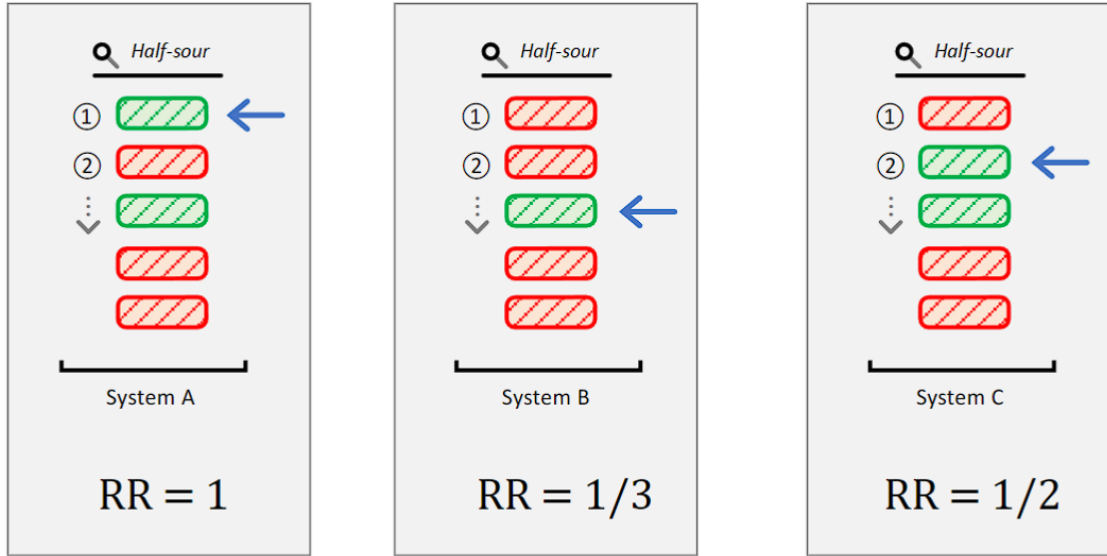 Half-sour
①
②
System A
RR = 1
Half-sour
①
②
System B
RR = 1/3
Half-sour
①
②
System C
RR = 1/2